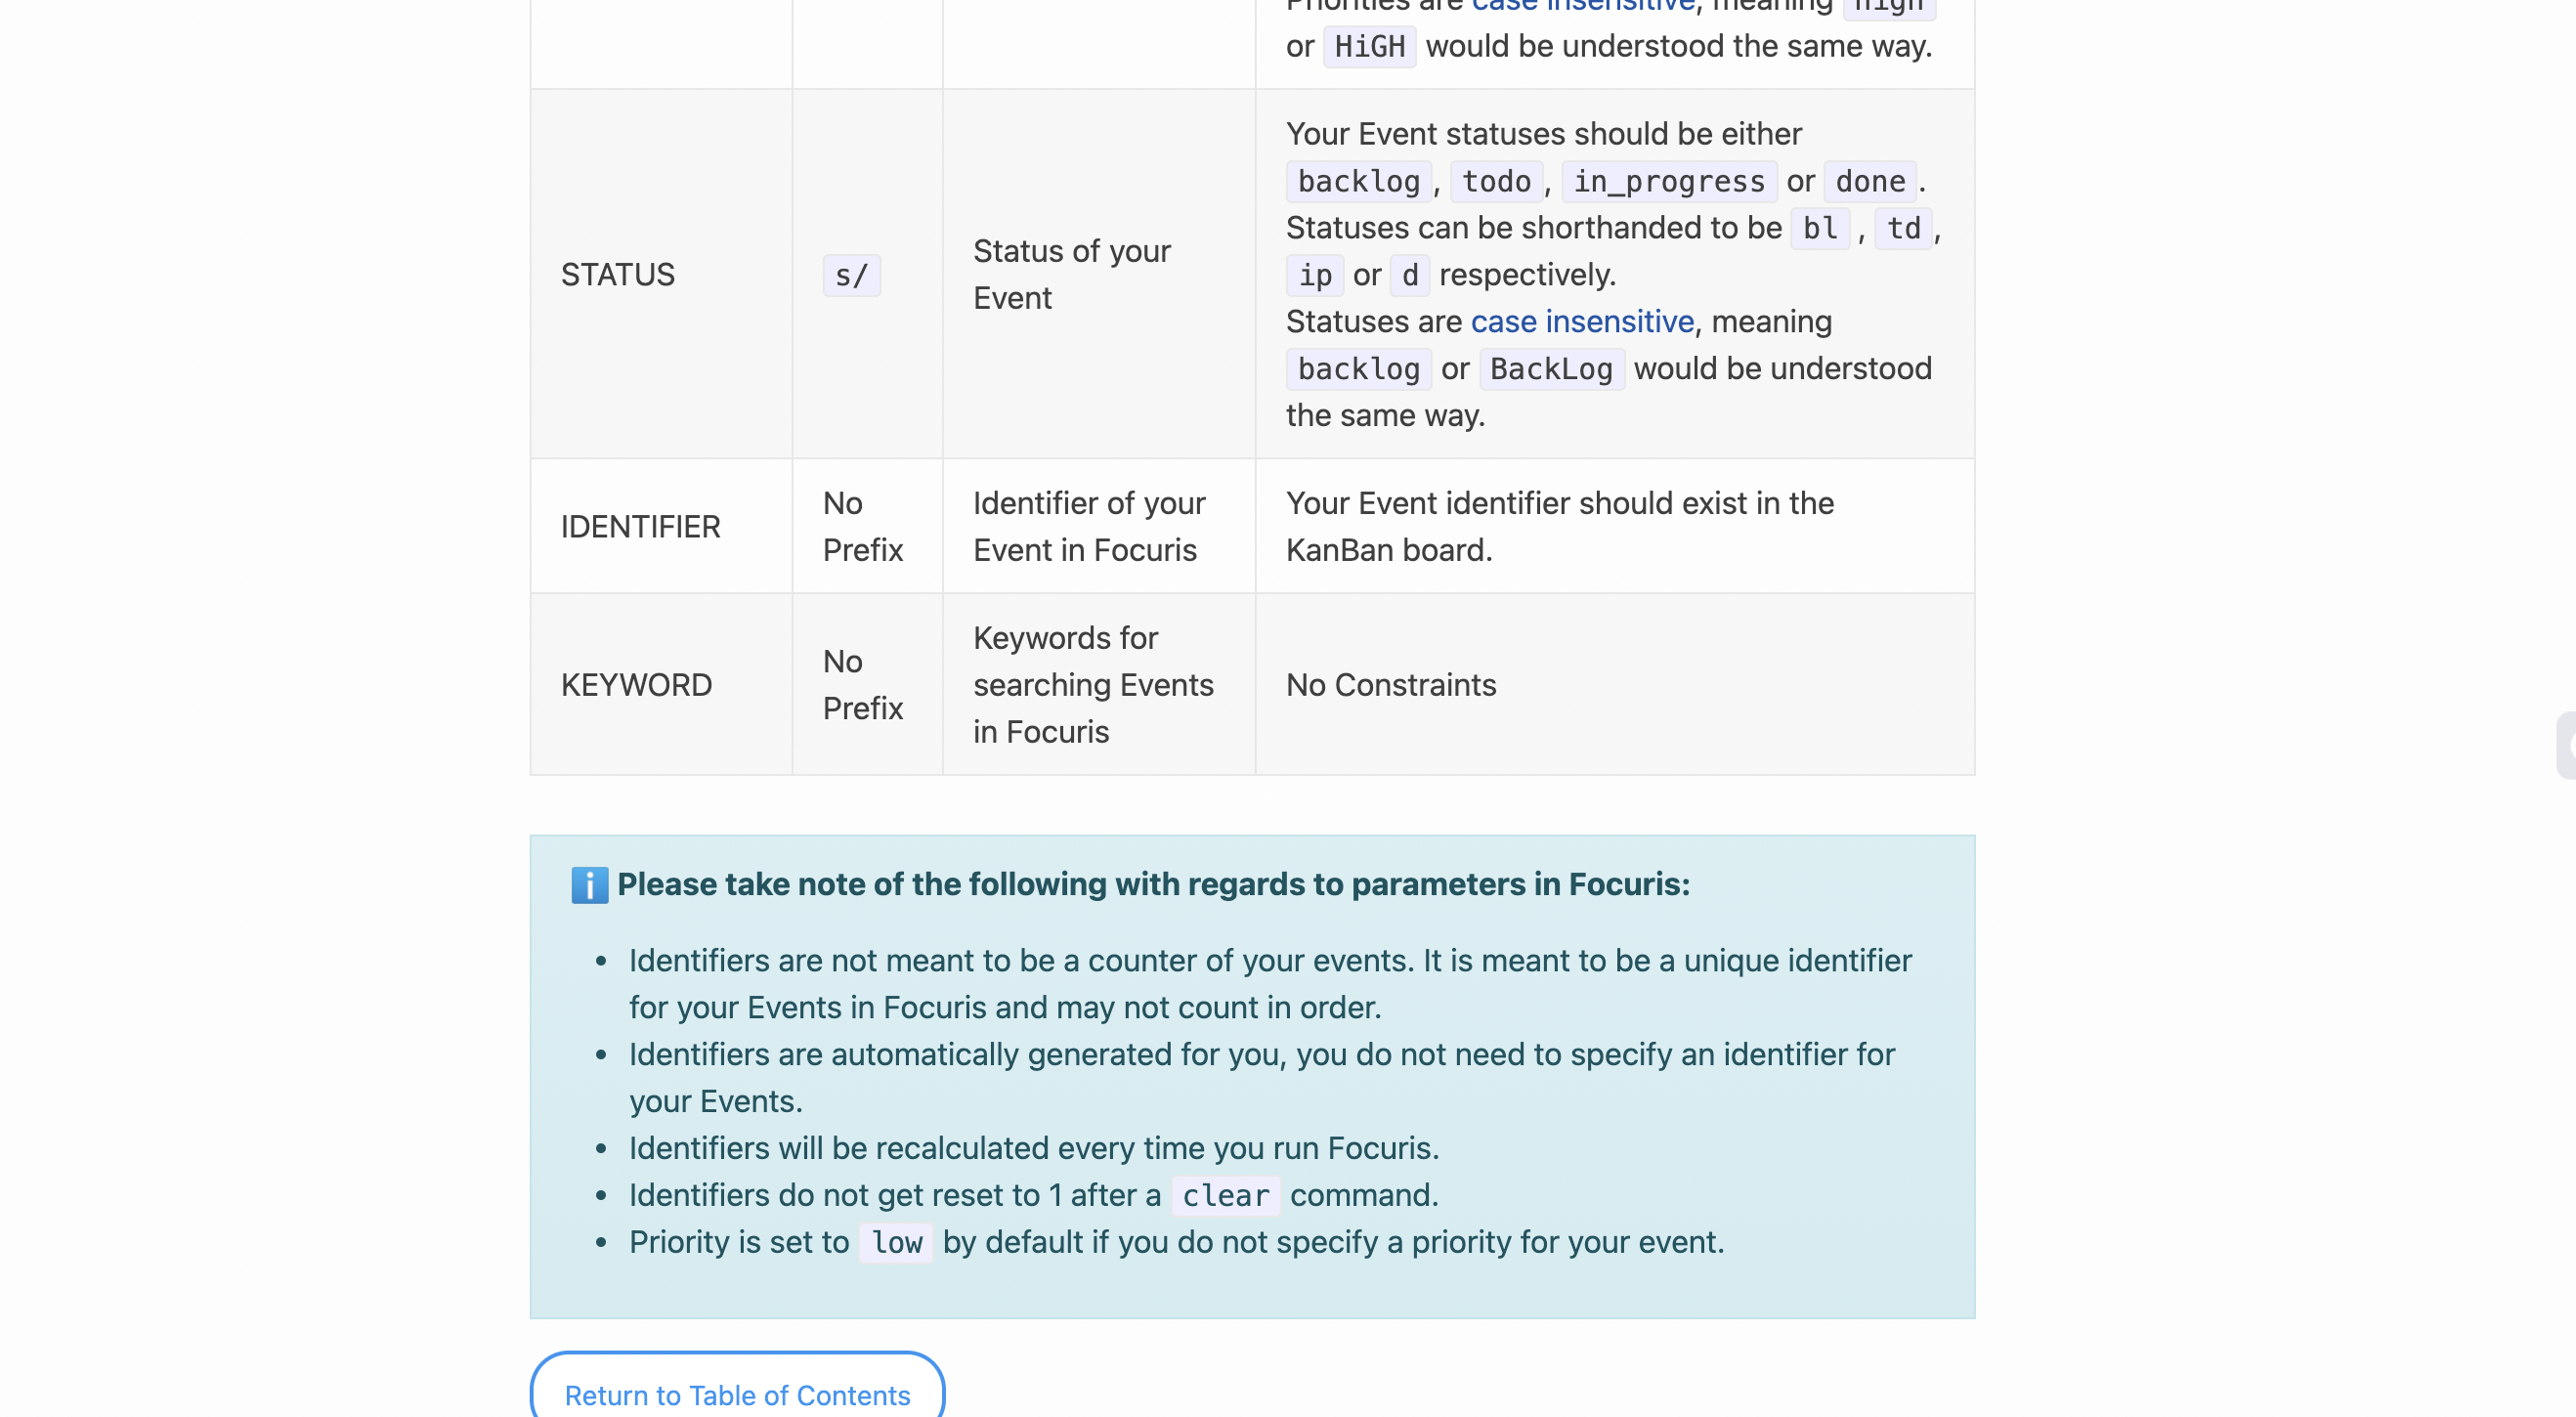 Priorities are case insensitive, meaning high
or HiGH would be understood the same way.
STATUS
s/
Status of your
Event
Your Event statuses should be either
backlog, todo, in_progress or done.
Statuses can be shorthanded to be bl, td,
ip or d respectively.
Statuses are case insensitive, meaning
backlog or BackLog would be understood
the same way.
IDENTIFIER
No
Prefix
Identifier of your
Event in Focuris
Your Event identifier should exist in the
KanBan board.
KEYWORD
No
Prefix
Keywords for
searching Events
in Focuris
No Constraints
Please take note of the following with regards to parameters in Focuris:
• Identifiers are not meant to be a counter of your events. It is meant to be a unique identifier
for your Events in Focuris and may not count in order.
• Identifiers are automatically generated for you, you do not need to specify an identifier for
your Events.
• Identifiers will be recalculated every time you run Focuris.
• Identifiers do not get reset to 1 after a clear command.
• Priority is set to low by default if you do not specify a priority for your event.
Return to Table of Contents